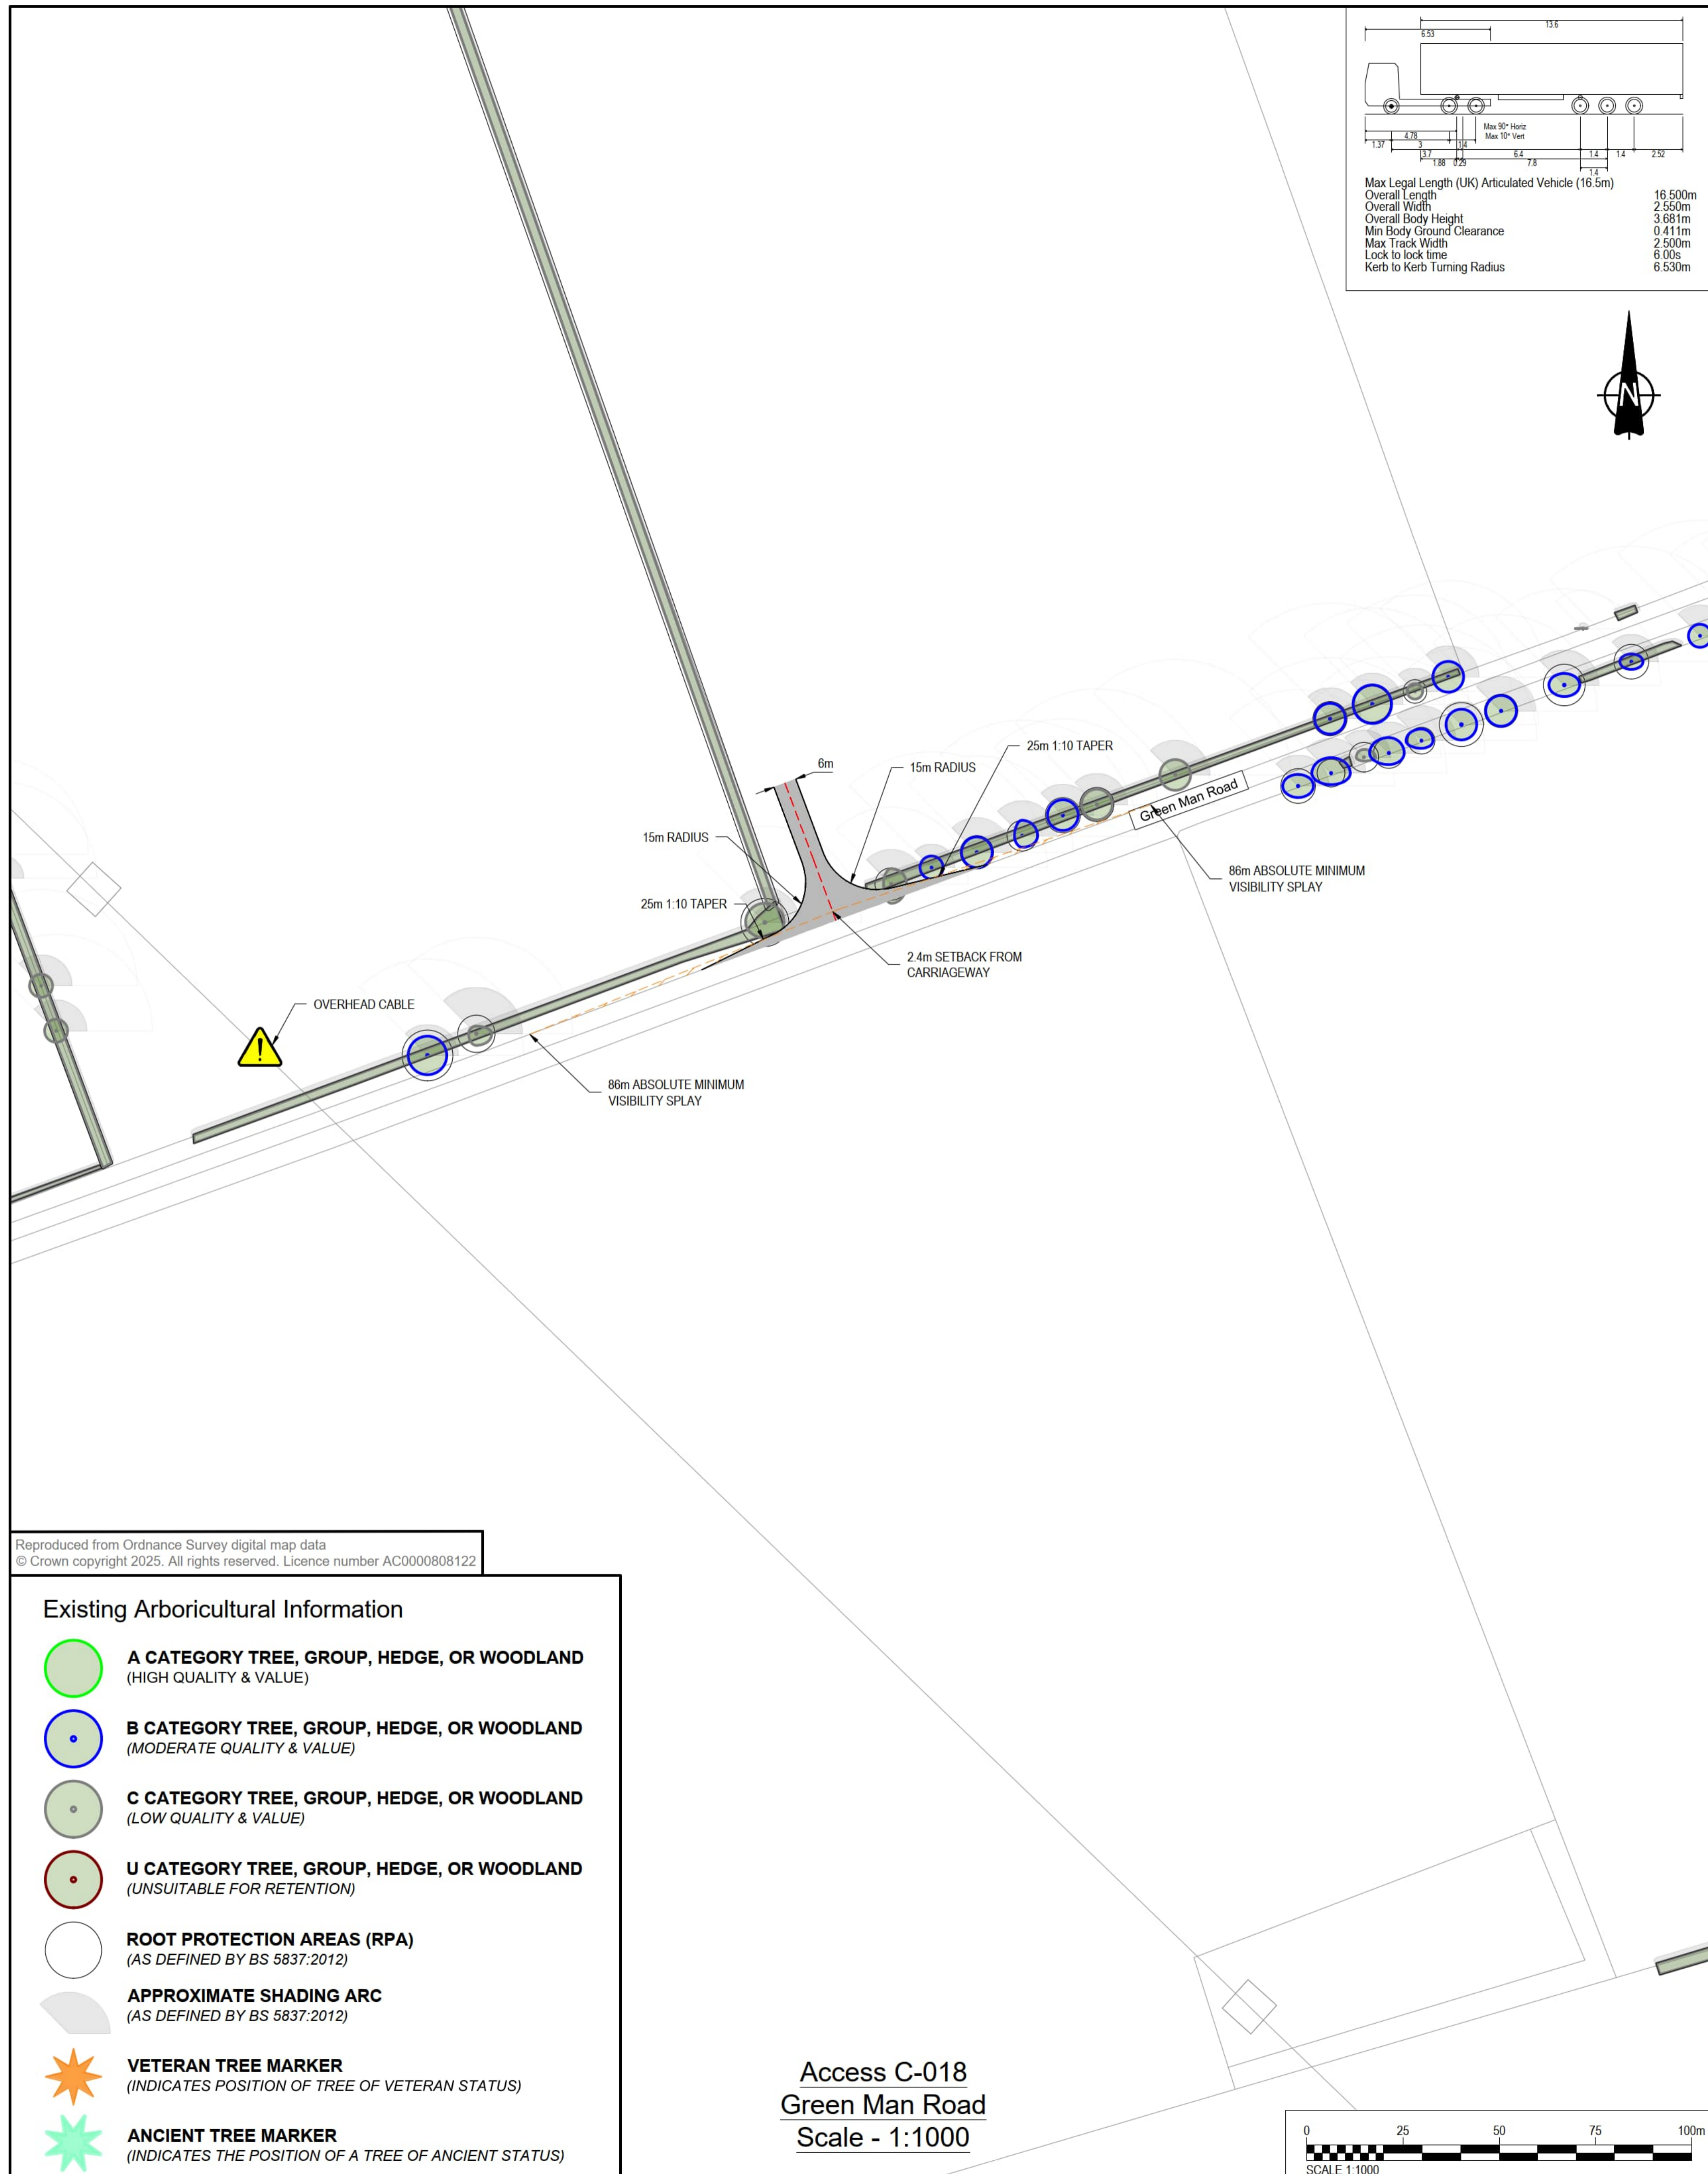 13.6
6.53
Max 90° Horiz
Max 10° Vert
4.78
1.37
3
1.4
3.7
6.4
1.4
1.4
2.52
1.88
0.29
7.8
1.4
Max Legal Length (UK) Articulated Vehicle (16.5m)
Overall Length 16.500m
Overall Width 2.550m
Overall Body Height 3.681m
Min Body Ground Clearance 0.411m
Max Track Width 2.500m
Lock to lock time 6.00s
Kerb to Kerb Turning Radius 6.530m
N
25m 1:10 TAPER
6m
15m RADIUS
Green Man Road
15m RADIUS
86m ABSOLUTE MINIMUM
VISIBILITY SPLAY
25m 1:10 TAPER
2.4m SETBACK FROM
CARRIAGEWAY
OVERHEAD CABLE
86m ABSOLUTE MINIMUM
VISIBILITY SPLAY
Reproduced from Ordnance Survey digital map data
© Crown copyright 2025. All rights reserved. Licence number AC0000808122
Existing Arboricultural Information
A CATEGORY TREE, GROUP, HEDGE, OR WOODLAND
(HIGH QUALITY & VALUE)
B CATEGORY TREE, GROUP, HEDGE, OR WOODLAND
(MODERATE QUALITY & VALUE)
C CATEGORY TREE, GROUP, HEDGE, OR WOODLAND
(LOW QUALITY & VALUE)
U CATEGORY TREE, GROUP, HEDGE, OR WOODLAND
(UNSUITABLE FOR RETENTION)
ROOT PROTECTION AREAS (RPA)
(AS DEFINED BY BS 5837:2012)
APPROXIMATE SHADING ARC
(AS DEFINED BY BS 5837:2012)
VETERAN TREE MARKER
(INDICATES POSITION OF TREE OF VETERAN STATUS)
ANCIENT TREE MARKER
(INDICATES THE POSITION OF A TREE OF ANCIENT STATUS)
Access C-018
Green Man Road
Scale - 1:1000
0 25 50 75 100m
SCALE 1:1000